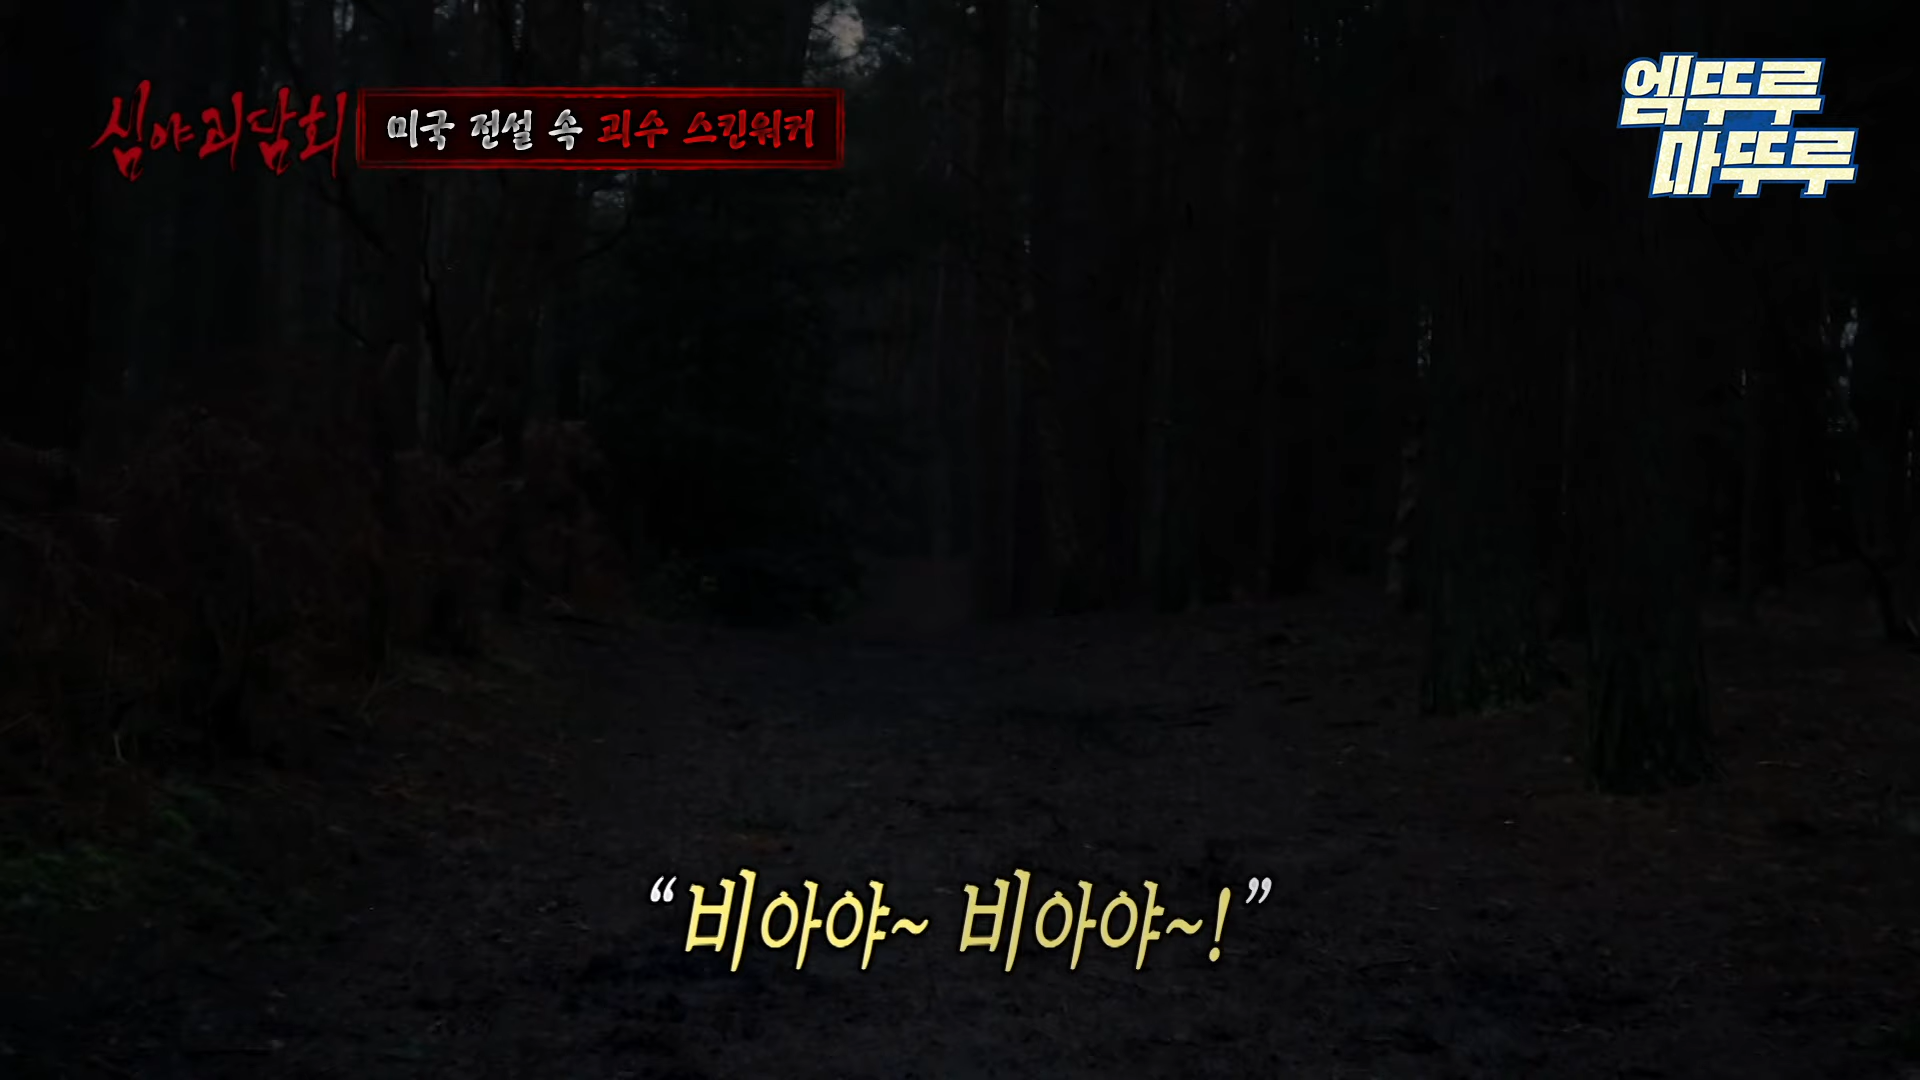 심야괴담회
미국 전설 속 괴수 스킨워커
엠뚜루
마뚜루
“비아야~ 비아야~!”